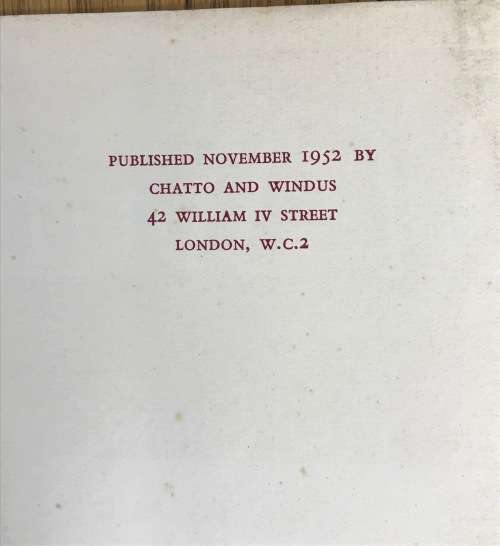 PUBLISHED NOVEMBER 1952 BY
CHATTO AND WINDUS
42 WILLIAM IV STREET
LONDON, W.C.2